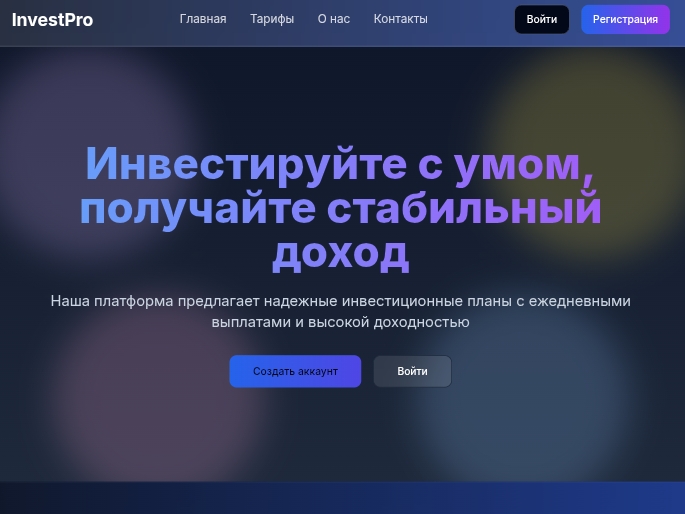 InvestPro
Главная Тарифы О нас Контакты
Войти Регистрация
Инвестируйте с умом,
получайте стабильный
доход
Наша платформа предлагает надежные инвестиционные планы с ежедневными
выплатами и высокой доходностью
Создать аккаунт Войти